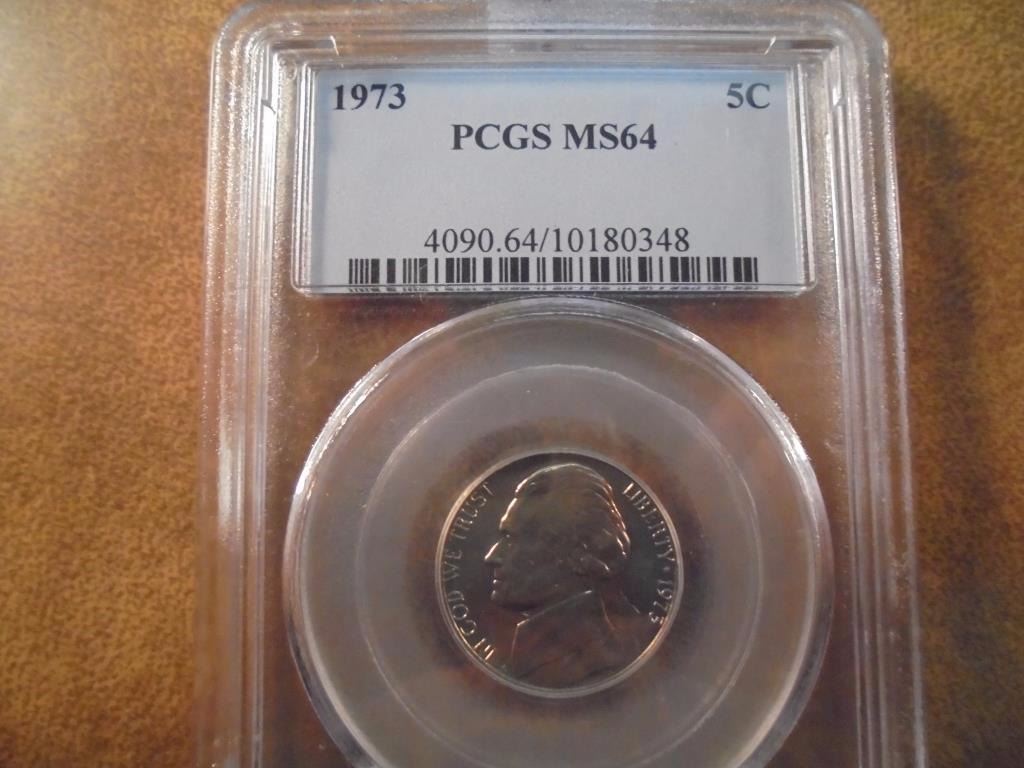 1973 5C
PCGS MS64
4090.64/10180348
IN GOD WE TRUST
LIBERTY · 1973